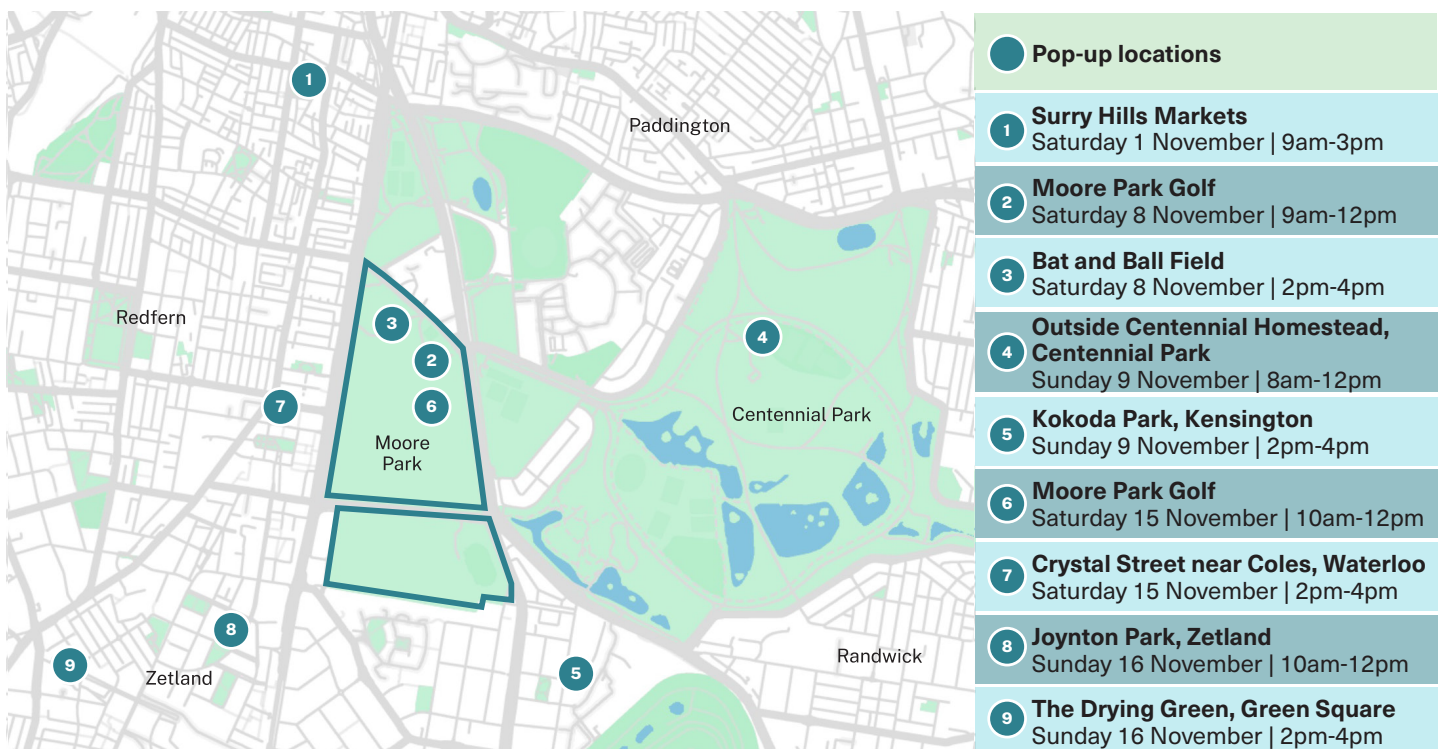 1
Paddington
Redfern
3
2
4
7
6
Moore
Park
Centennial Park
8
9
Zetland
5
Randwick
Pop-up locations
1
Surry Hills Markets
Saturday 1 November | 9am-3pm
2
Moore Park Golf
Saturday 8 November | 9am-12pm
3
Bat and Ball Field
Saturday 8 November | 2pm-4pm
4
Outside Centennial Homestead,
Centennial Park
Sunday 9 November | 8am-12pm
5
Kokoda Park, Kensington
Sunday 9 November | 2pm-4pm
6
Moore Park Golf
Saturday 15 November | 10am-12pm
7
Crystal Street near Coles, Waterloo
Saturday 15 November | 2pm-4pm
8
Joynton Park, Zetland
Sunday 16 November | 10am-12pm
9
The Drying Green, Green Square
Sunday 16 November | 2pm-4pm